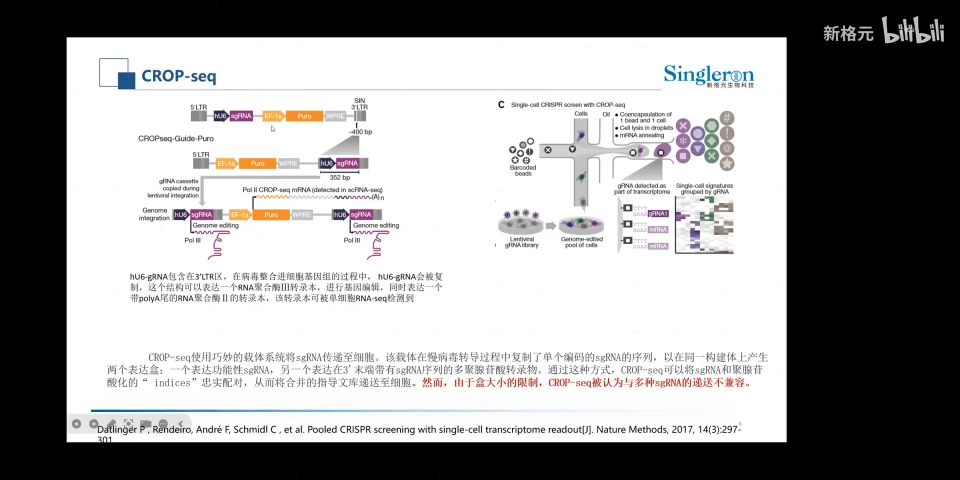 新格元 bilibili
CROP-seq
Singleron
新格元生物科技
5'LTR
hU6 sgRNA EF-1α Puro WPRE
SIN
3'LTR
~400 bp
CROPseq-Guide-Puro
5'LTR
EF-1α Puro WPRE hU6 sgRNA
352 bp
gRNA cassette
copied during
lentiviral integration
Pol II CROP-seq mRNA (detected in scRNA-seq)
(A)n
Genome
integration
hU6 sgRNA EF-1α Puro WPRE hU6 sgRNA
Genome editing
Genome editing
Pol III
Pol III
C Single-cell CRISPR screen with CROP-seq
Cells
Oil
• Coencapsulation of
1 bead and 1 cell
• Cell lysis in droplets
• mRNA annealing
Barcoded
beads
gRNA detected as
part of transcriptome
Single-cell signatures
grouped by gRNA
gRNA1
mRNA
mRNA
Lentiviral
gRNA library
Genome-edited
pool of cells
hU6-gRNA包含在3'LTR区，在病毒整合进细胞基因组的过程中， hU6-gRNA会被复
制，这个结构可以表达一个RNA聚合酶Ⅲ转录本，进行基因编辑，同时表达一个
带polyA尾的RNA聚合酶Ⅱ的转录本，该转录本可被单细胞RNA-seq检测到
CROP-seq使用巧妙的载体系统将sgRNA传递至细胞。该载体在慢病毒转导过程中复制了单个编码的sgRNA的序列，以在同一构建体上产生
两个表达盒；一个表达功能性sgRNA，另一个表达在3'末端带有sgRNA序列的多聚腺苷酸转录物。通过这种方式，CROP-seq可以将sgRNA和聚腺苷
酸化的“ indices”忠实配对，从而将合并的指导文库递送至细胞。然而，由于盒大小的限制，CROP-seq被认为与多种sgRNA的递送不兼容。
Datlinger P , Rendeiro, André F, Schmidl C , et al. Pooled CRISPR screening with single-cell transcriptome readout[J]. Nature Methods, 2017, 14(3):297-
301